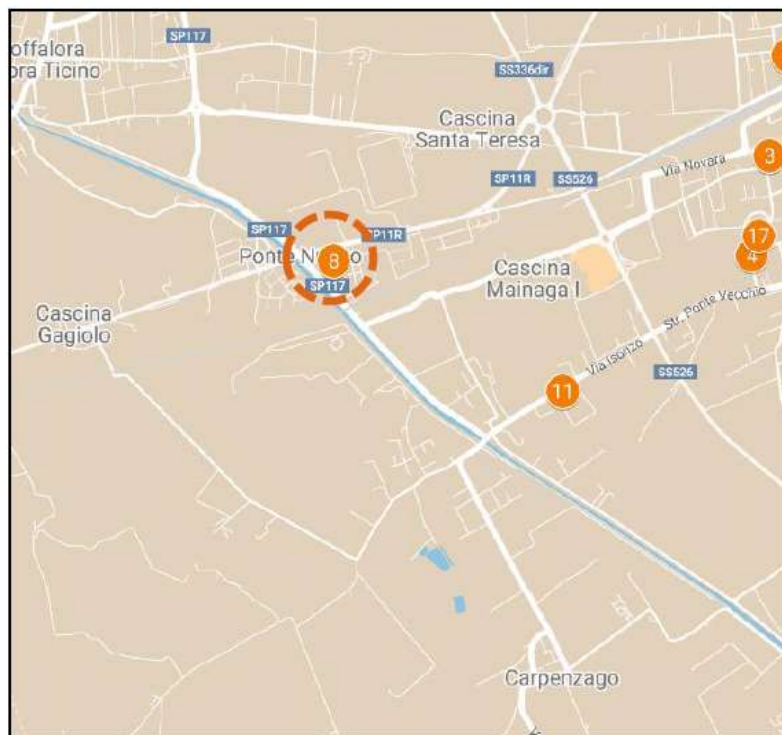 SP117
offalora
ora Ticino
SS336dir
Cascina
Santa Teresa
Via Novara
3
SP11R
SS526
SP117
SP11R
17
Ponte N
8
4
SP117
Cascina
Mainaga I
Cascina
Gagiolo
Str. Ponte Vecchio
Via Isonzo
SS526
11
Carpenzago